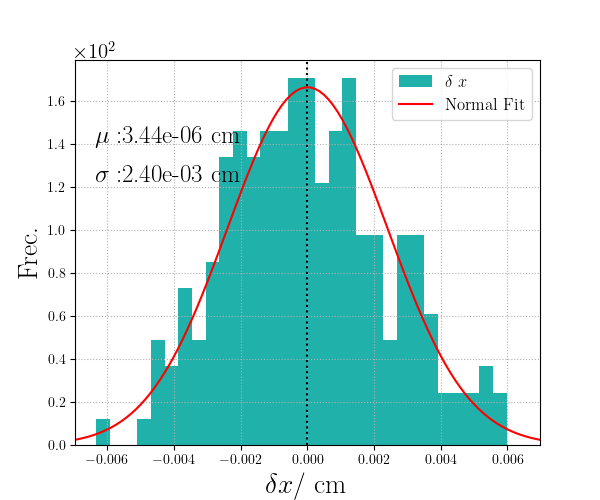 ×10²
δ x
Normal Fit
μ :3.44e-06 cm
σ :2.40e-03 cm
Frec.
1.6
1.4
1.2
1.0
0.8
0.6
0.4
0.2
0.0
−0.006 −0.004 −0.002 0.000 0.002 0.004 0.006
δx/ cm